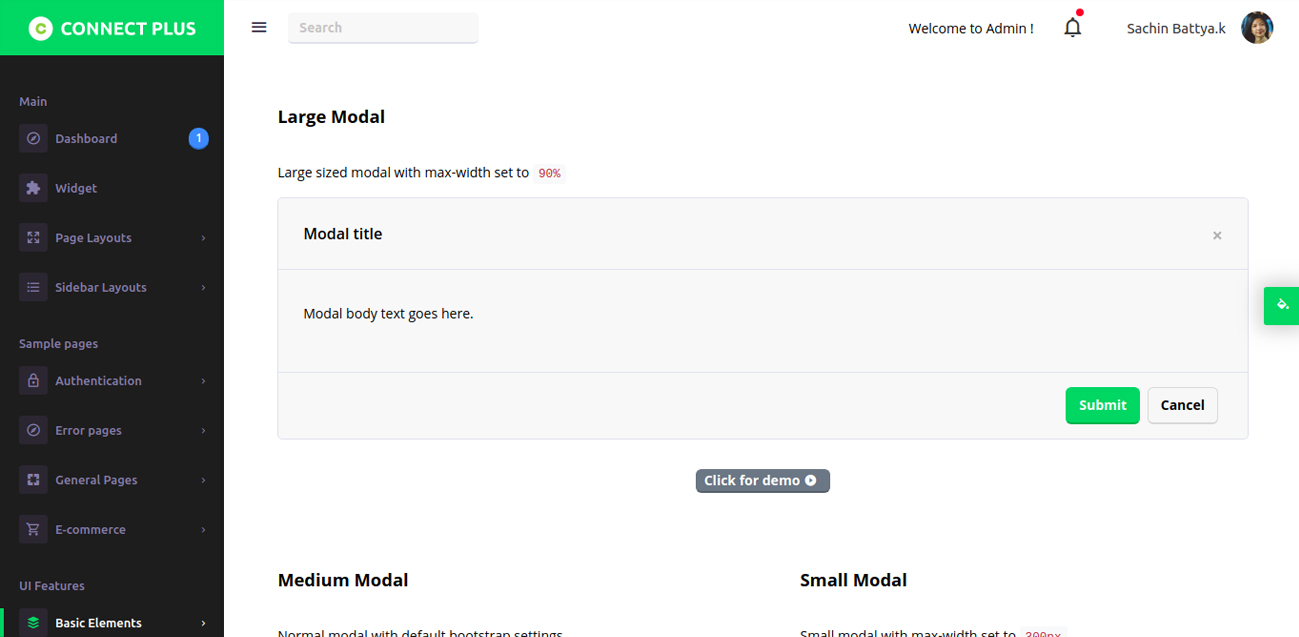 CONNECT PLUS
Search
Welcome to Admin !
Sachin Battya.k
Main
Dashboard
1
Widget
Page Layouts
Sidebar Layouts
Sample pages
Authentication
Error pages
General Pages
E-commerce
UI Features
Basic Elements
Large Modal
Large sized modal with max-width set to 90%
Modal title
×
Modal body text goes here.
Submit
Cancel
Click for demo
Medium Modal
Normal modal with default bootstrap settings
Small Modal
Small modal with max-width set to 300px